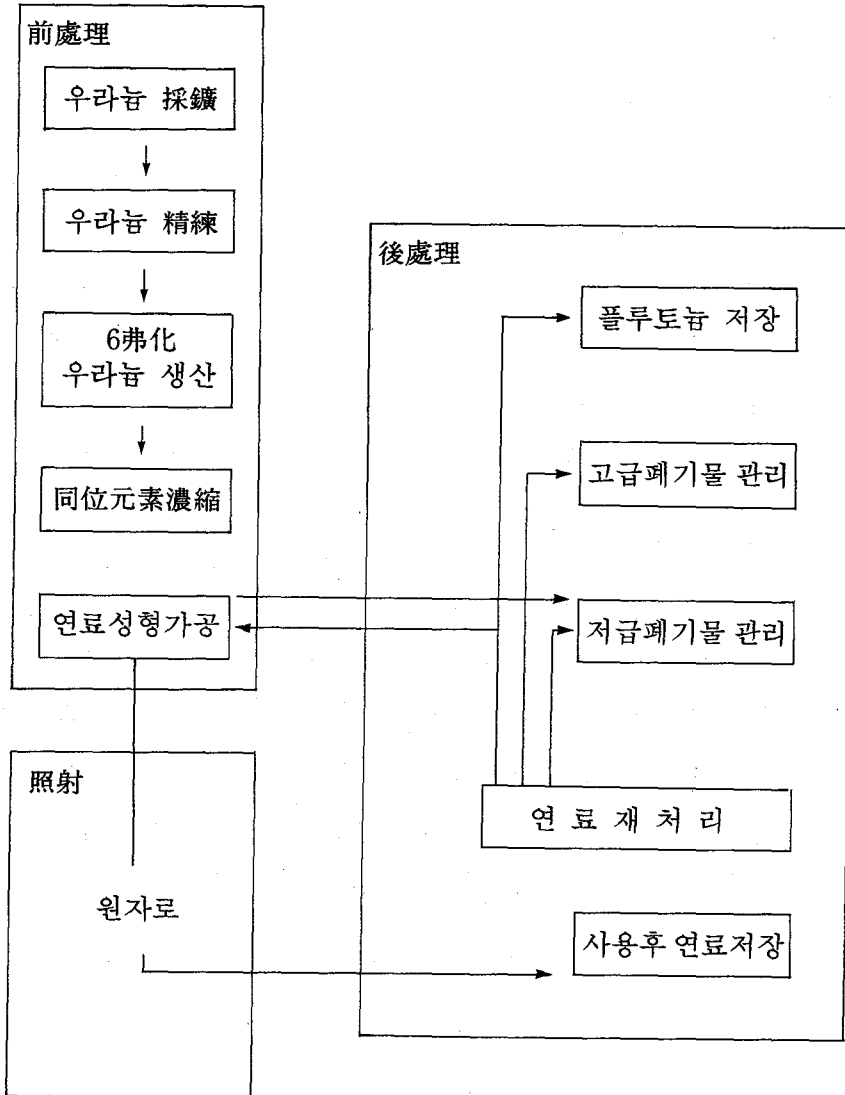 前處理
우라늄 採鑛
우라늄 精練
6弗化
우라늄 생산
同位元素濃縮
연료성형가공
照射
원자로
後處理
플루토늄 저장
고급폐기물 관리
저급폐기물 관리
연 료 재 처 리
사용후 연료저장